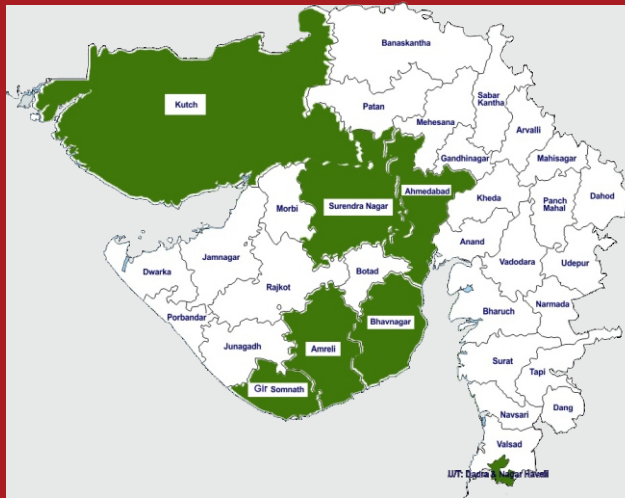 Banaskantha
Kutch
Patan
Sabar
Kantha
Mehesana
Arvalli
Gandhinagar
Mahisagar
Ahmedabad
Surendra Nagar
Morbi
Kheda
Panch
Mahal
Dahod
Anand
Jamnagar
Dwarka
Rajkot
Botad
Vadodara
Udepur
Porbandar
Bhavnagar
Bharuch
Narmada
Junagadh
Amreli
Surat
Tapi
Gir Somnath
Navsari
Dang
Valsad
UT: Dadra & Nagar Haveli